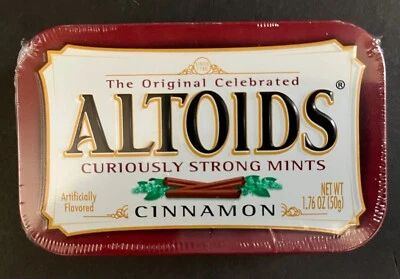 The Original Celebrated
ALTOIDS®
CURIOUSLY STRONG MINTS
Artificially
Flavored
CINNAMON
NET WT
1.76 OZ (50g)